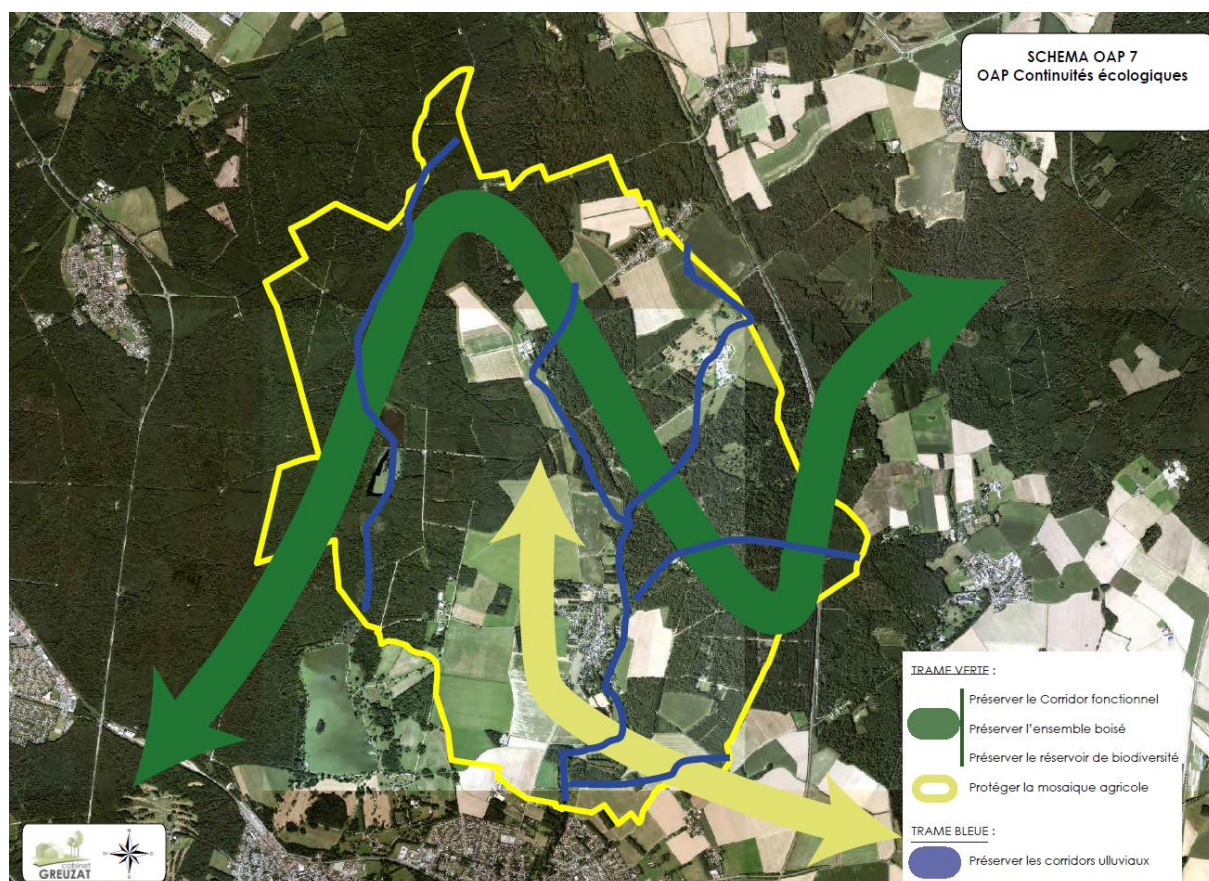 SCHEMA OAP 7
OAP Continuités écologiques
TRAME VERTE :
Préserver le Corridor fonctionnel
Préserver l'ensemble boisé
Préserver le réservoir de biodiversité
Protéger la mosaique agricole
TRAME BLEUE :
Préserver les corridors ulluviaux
cabinet
GREUZAT
N
W
E
S